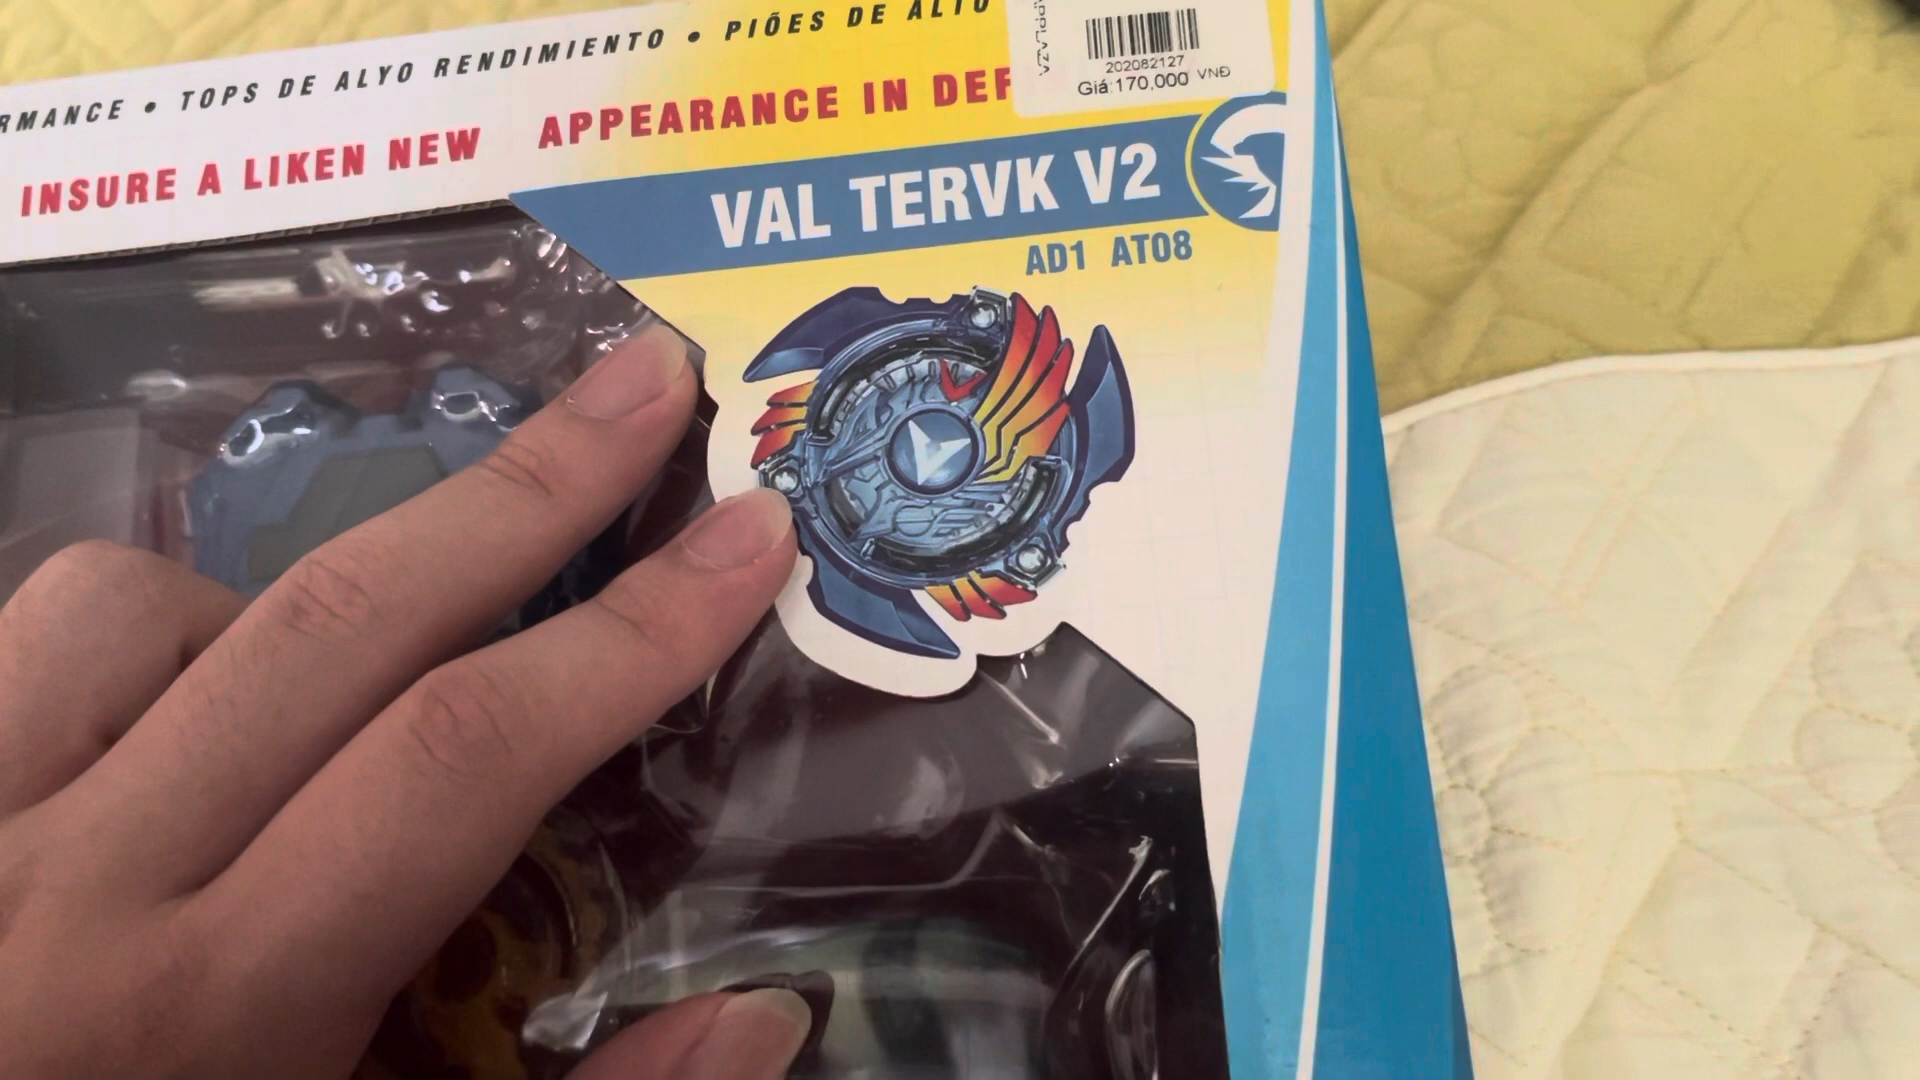 RMANCE • TOPS DE ALYO RENDIMIENTO • PIÕES DE ALTO
INSURE A LIKEN NEW APPEARANCE IN DEF
202082127
Giá:170,000 VNĐ
VAL TERVK V2
AD1 AT08